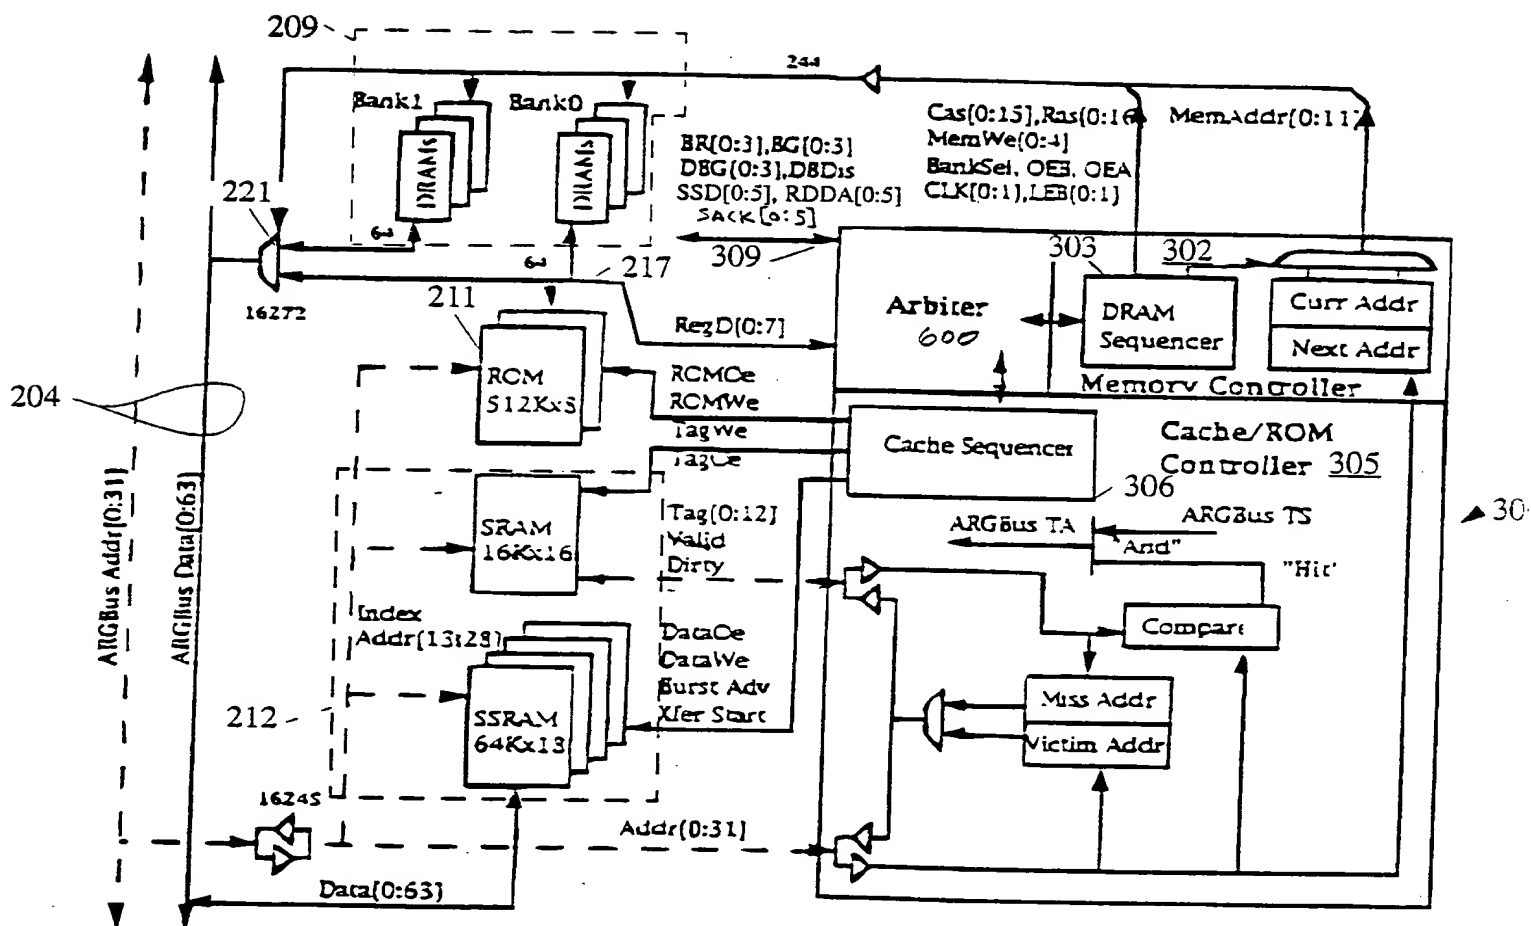 209
244
Bank1
Bank0
DRAMs
DRAMs
Cas[0:15],Ras[0:16
MemAddr[0:11]
MemWe[0:4]
BankSel, OEB, OEA
CLK[0:1],LEB[0:1]
BR[0:3],BG[0:3]
DBG[0:3],DBDis
SSD[0:5], RDDA[0:5]
SACK[0:5]
221
64
64
217
309
303
302
16272
211
Arbiter
600
DRAM
Sequencer
Curr Addr
Next Addr
RegD[0:7]
Memory Controller
204
ROM
512Kx8
ROMCe
ROMWe
TagWe
TagCe
Cache Sequencer
306
Cache/ROM
Controller 305
30
ARGBus Addr[0:31]
ARGBus Data[0:63]
SRAM
16Kx16
Tag[0:12]
Valid
Dirty
ARGBus TA
ARGBus TS
"And"
"Hit'
Index
Addr[13:28]
Compare
DataCe
DataWe
Burst Adv
Xfer Start
Miss Addr
Victim Addr
212
SSRAM
64Kx18
16245
Addr[0:31]
Data[0:63]